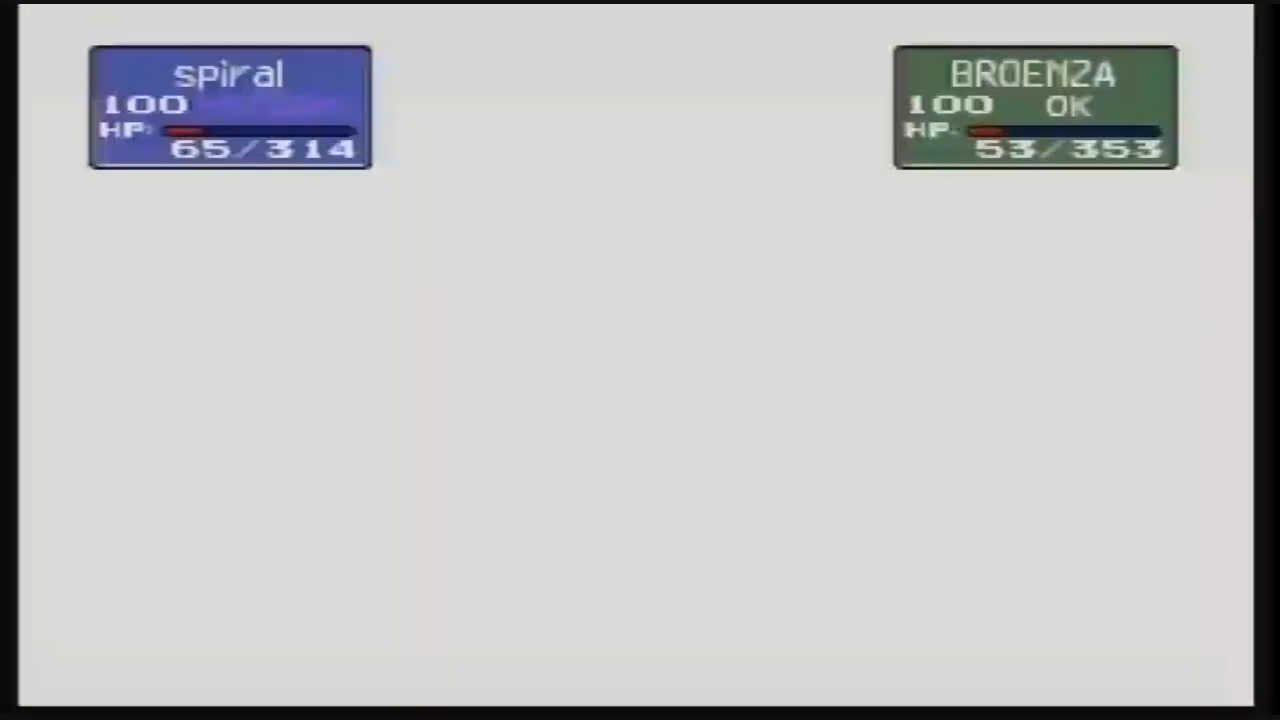 spiral
100
HP:
65/314
BROENZA
100 OK
HP:
53/353